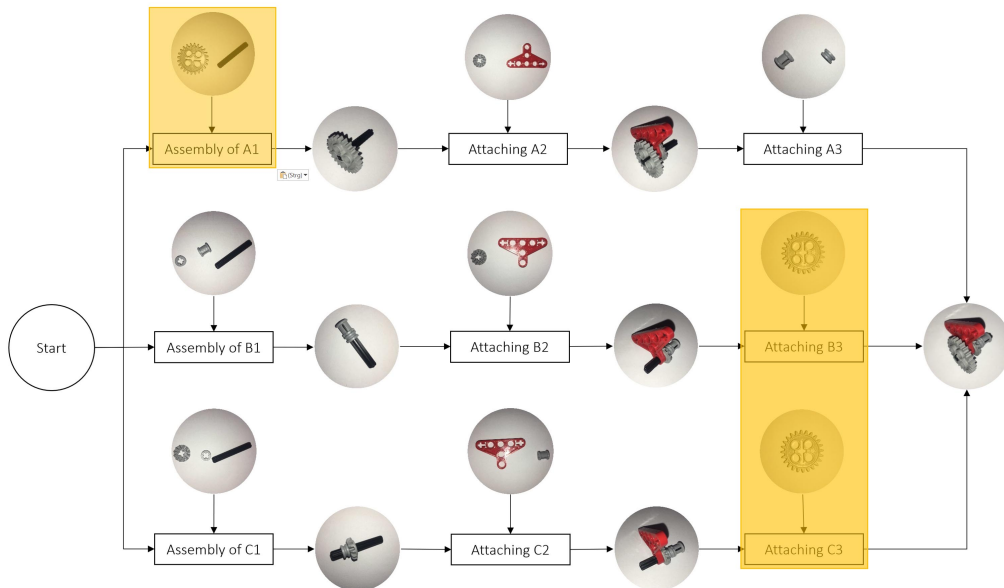 Assembly of A1
Attaching A2
Attaching A3
(Strg)
Start
Assembly of B1
Attaching B2
Attaching B3
Assembly of C1
Attaching C2
Attaching C3